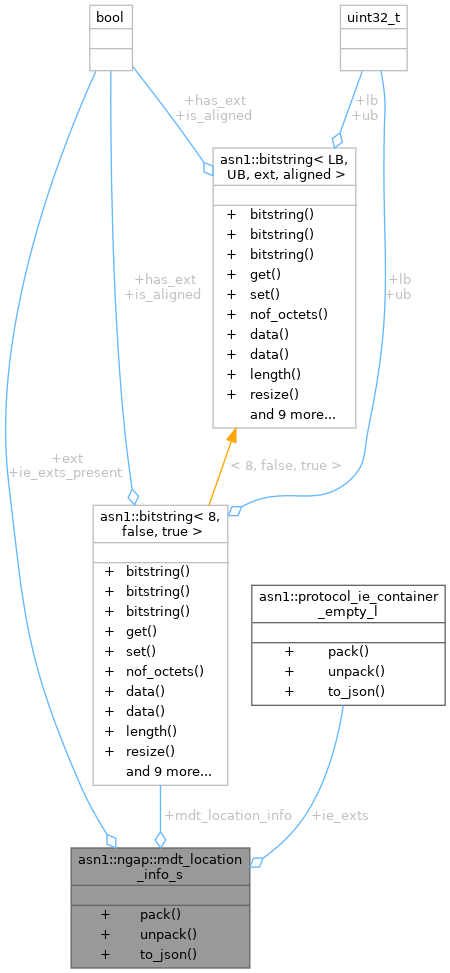 bool
uint32_t
+has_ext
+is_aligned
+lb
+ub
asn1::bitstring< LB,
UB, ext, aligned >
+ bitstring()
+ bitstring()
+ bitstring()
+ get()
+ set()
+ nof_octets()
+ data()
+ data()
+ length()
+ resize()
and 9 more...
+has_ext
+is_aligned
+lb
+ub
+ext
+ie_exts_present
< 8, false, true >
asn1::bitstring< 8,
false, true >
+ bitstring()
+ bitstring()
+ bitstring()
+ get()
+ set()
+ nof_octets()
+ data()
+ data()
+ length()
+ resize()
and 9 more...
asn1::protocol_ie_container
_empty_l
+ pack()
+ unpack()
+ to_json()
+mdt_location_info
+ie_exts
asn1::ngap::mdt_location
_info_s
+ pack()
+ unpack()
+ to_json()